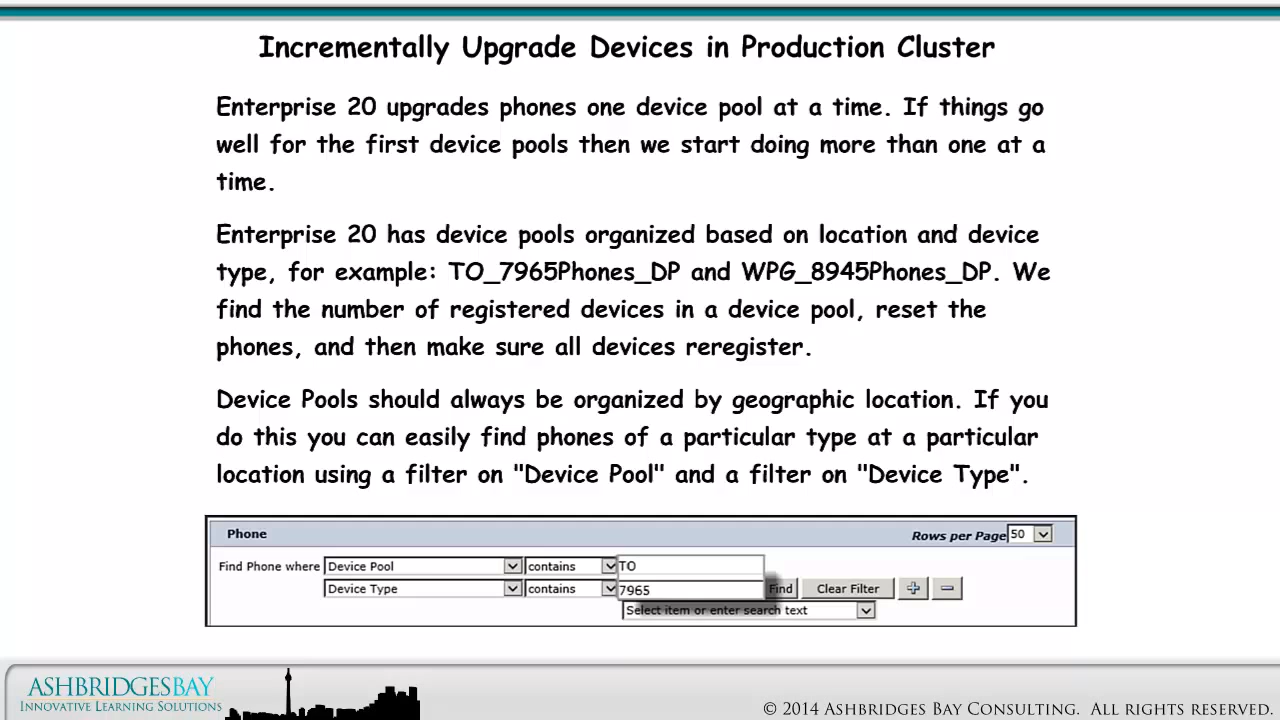 Incrementally Upgrade Devices in Production Cluster
Enterprise 20 upgrades phones one device pool at a time. If things go
well for the first device pools then we start doing more than one at a
time.
Enterprise 20 has device pools organized based on location and device
type, for example: TO_7965Phones_DP and WPG_8945Phones_DP. We
find the number of registered devices in a device pool, reset the
phones, and then make sure all devices reregister.
Device Pools should always be organized by geographic location. If you
do this you can easily find phones of a particular type at a particular
location using a filter on "Device Pool" and a filter on "Device Type".
Phone Rows per Page 50
Find Phone where Device Pool contains TO
Device Type contains 7965 Find Clear Filter + -
Select item or enter search text
ASHBRIDGESBAY
INNOVATIVE LEARNING SOLUTIONS
© 2014 ASHBRIDGES BAY CONSULTING. ALL RIGHTS RESERVED.